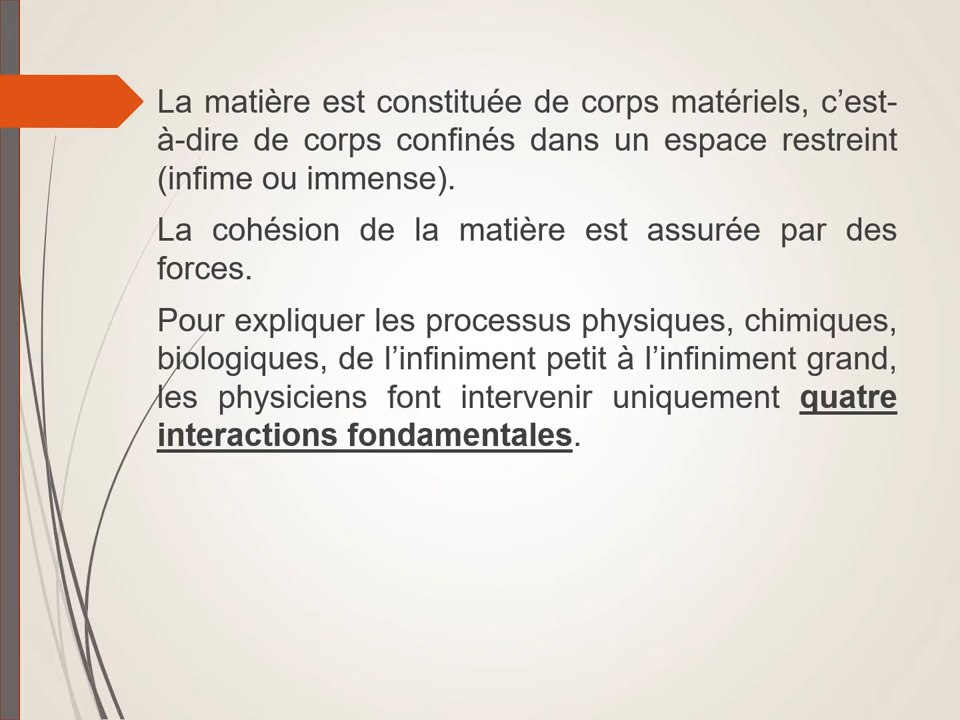 La matière est constituée de corps matériels, c’est-
à-dire de corps confinés dans un espace restreint
(infime ou immense).
La cohésion de la matière est assurée par des
forces.
Pour expliquer les processus physiques, chimiques,
biologiques, de l’infiniment petit à l’infiniment grand,
les physiciens font intervenir uniquement quatre
interactions fondamentales.